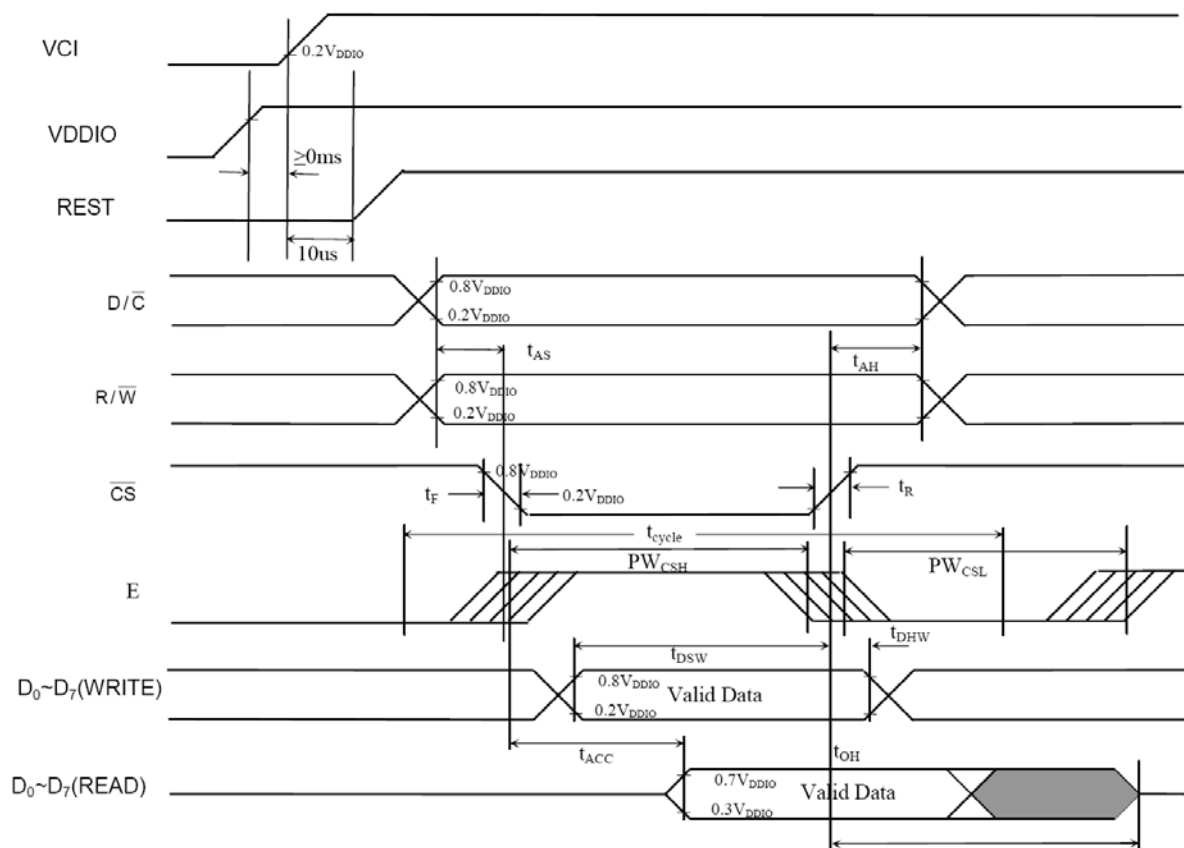 VCI
0.2VDDIO
VDDIO
≥0ms
REST
10us
D/C̅
0.8VDDIO
0.2VDDIO
tAS
tAH
R/W̅
0.8VDDIO
0.2VDDIO
C̅S̅
0.8VDDIO
tF
0.2VDDIO
tR
tcycle
PWCSH
PWCSL
E
tDSW
tDHW
D0~D7(WRITE)
0.8VDDIO
Valid Data
0.2VDDIO
tACC
tOH
D0~D7(READ)
0.7VDDIO
Valid Data
0.3VDDIO